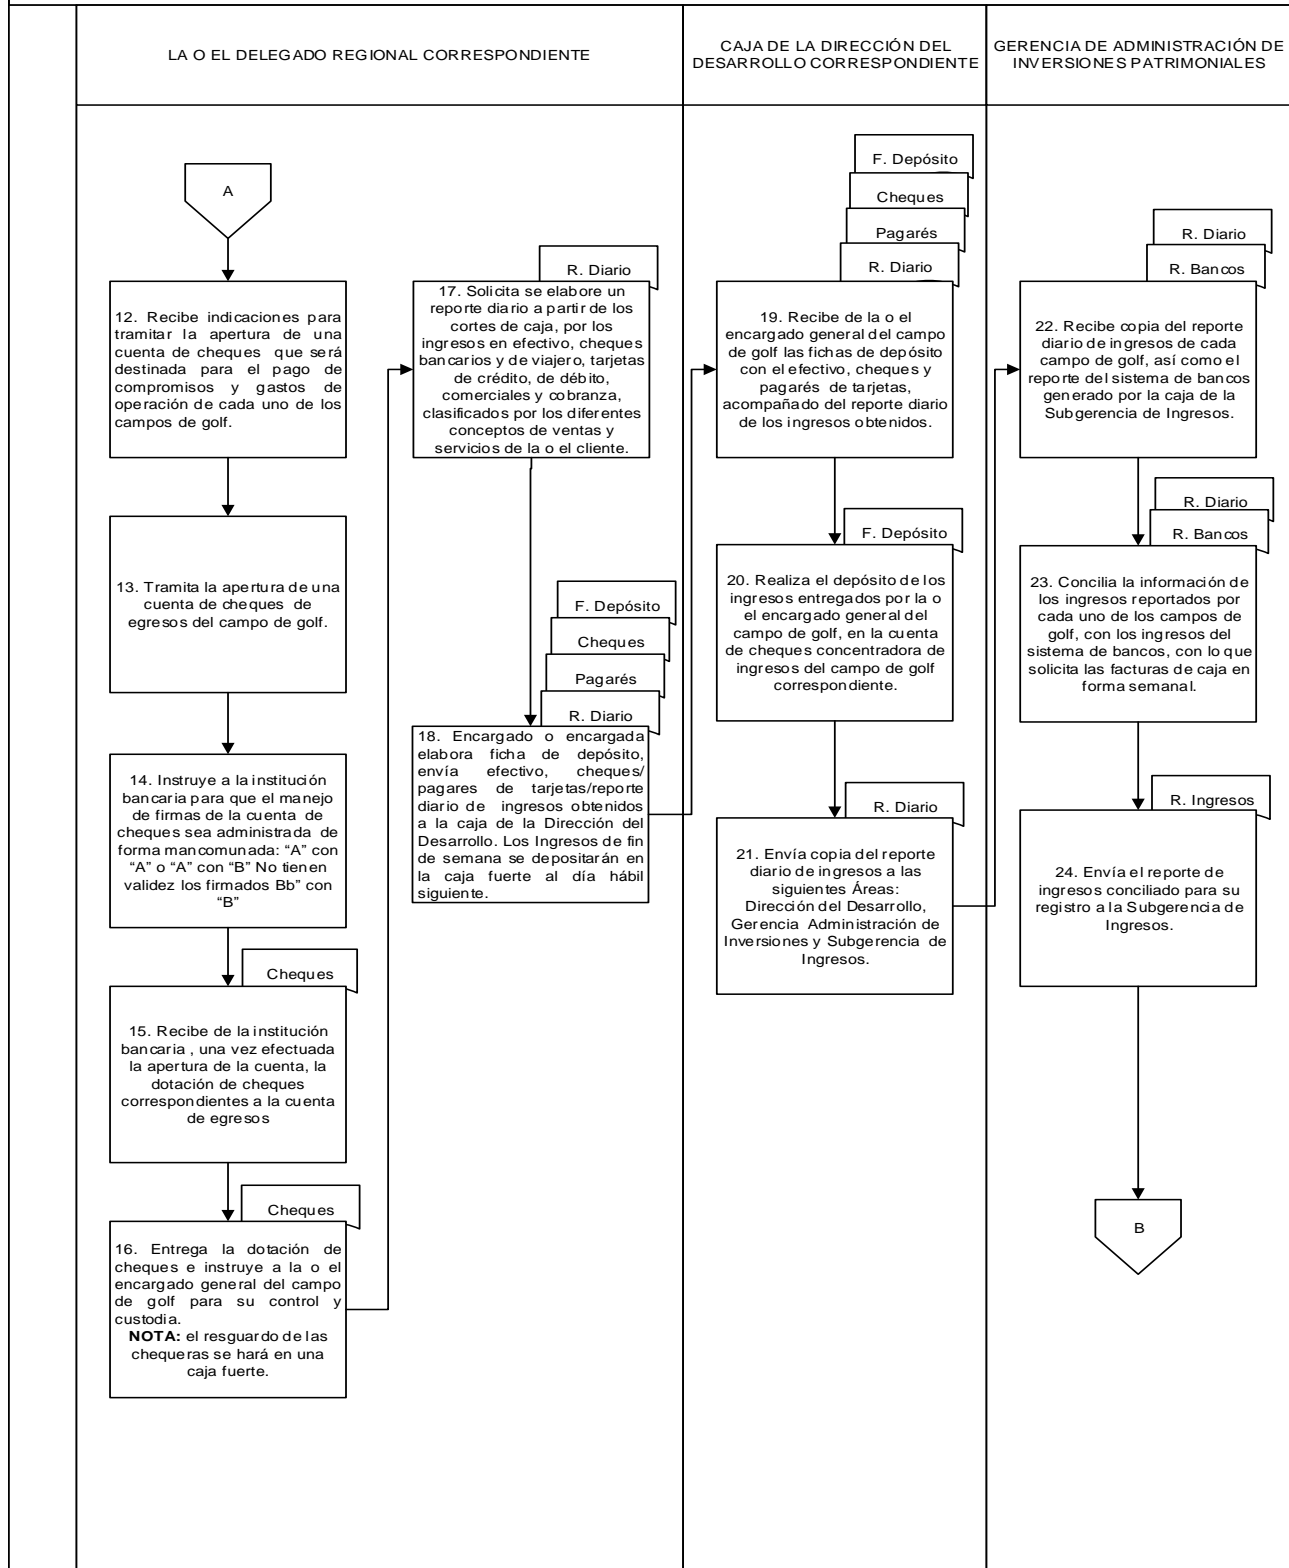 LA O EL DELEGADO REGIONAL CORRESPONDIENTE
CAJA DE LA DIRECCIÓN DEL
DESARROLLO CORRESPONDIENTE
GERENCIA DE ADMINISTRACIÓN DE
INVERSIONES PATRIMONIALES
A
12. Recibe indicaciones para
tramitar la apertura de una
cuenta de cheques que será
destinada para el pago de
compromisos y gastos de
operación de cada uno de los
campos de golf.
13. Tramita la apertura de una
cuenta de cheques de
egresos del campo de golf.
14. Instruye a la institución
bancaria para que el manejo
de firmas de la cuenta de
cheques sea administrada de
forma mancomunada: “A” con
“A” o “A” con “B” No tienen
validez los firmados Bb” con
“B”
Cheques
15. Recibe de la institución
bancaria , una vez efectuada
la apertura de la cuenta, la
dotación de cheques
correspondientes a la cuenta
de egresos
Cheques
16. Entrega la dotación de
cheques e instruye a la o el
encargado general del campo
de golf para su control y
custodia.
NOTA: el resguardo de las
chequeras se hará en una
caja fuerte.
R. Diario
17. Solicita se elabore un
reporte diario a partir de los
cortes de caja, por los
ingresos en efectivo, cheques
bancarios y de viajero, tarjetas
de crédito, de débito,
comerciales y cobranza,
clasificados por los diferentes
conceptos de ventas y
servicios de la o el cliente.
F. Depósito
Cheques
Pagarés
R. Diario
18. Encargado o encargada
elabora ficha de depósito,
envía efectivo, cheques/
pagares de tarjetas/reporte
diario de ingresos obtenidos
a la caja de la Dirección del
Desarrollo. Los Ingresos de fin
de semana se depositarán en
la caja fuerte al día hábil
siguiente.
F. Depósito
Cheques
Pagarés
R. Diario
19. Recibe de la o el
encargado general del campo
de golf las fichas de depósito
con el efectivo, cheques y
pagarés de tarjetas,
acompañado del reporte diario
de los ingresos obtenidos.
F. Depósito
20. Realiza el depósito de los
ingresos entregados por la o
el encargado general del
campo de golf, en la cuenta
de cheques concentradora de
ingresos del campo de golf
correspondiente.
R. Diario
21. Envía copia del reporte
diario de ingresos a las
siguientes Áreas:
Dirección del Desarrollo,
Gerencia Administración de
Inversiones y Subgerencia de
Ingresos.
R. Diario
R. Bancos
22. Recibe copia del reporte
diario de ingresos de cada
campo de golf, así como el
reporte del sistema de bancos
generado por la caja de la
Subgerencia de Ingresos.
R. Diario
R. Bancos
23. Concilia la información de
los ingresos reportados por
cada uno de los campos de
golf, con los ingresos del
sistema de bancos, con lo que
solicita las facturas de caja en
forma semanal.
R. Ingresos
24. Envía el reporte de
ingresos conciliado para su
registro a la Subgerencia de
Ingresos.
B